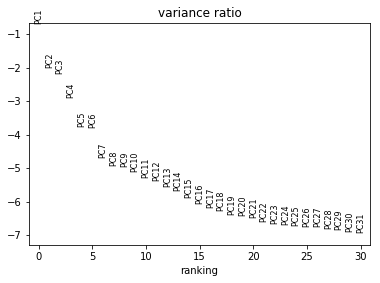 variance ratio
−1
−2
−3
−4
−5
−6
−7
PC1
PC2
PC3
PC4
PC5
PC6
PC7
PC8
PC9
PC10
PC11
PC12
PC13
PC14
PC15
PC16
PC17
PC18
PC19
PC20
PC21
PC22
PC23
PC24
PC25
PC26
PC27
PC28
PC29
PC30
PC31
0 5 10 15 20 25 30
ranking